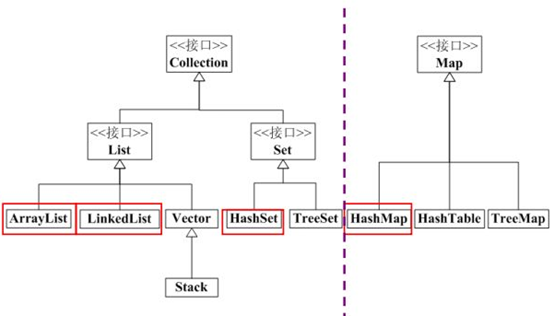 <<接口>>
Collection
<<接口>>
Map
<<接口>>
List
<<接口>>
Set
ArrayList
LinkedList
Vector
HashSet
TreeSet
HashMap
HashTable
TreeMap
Stack